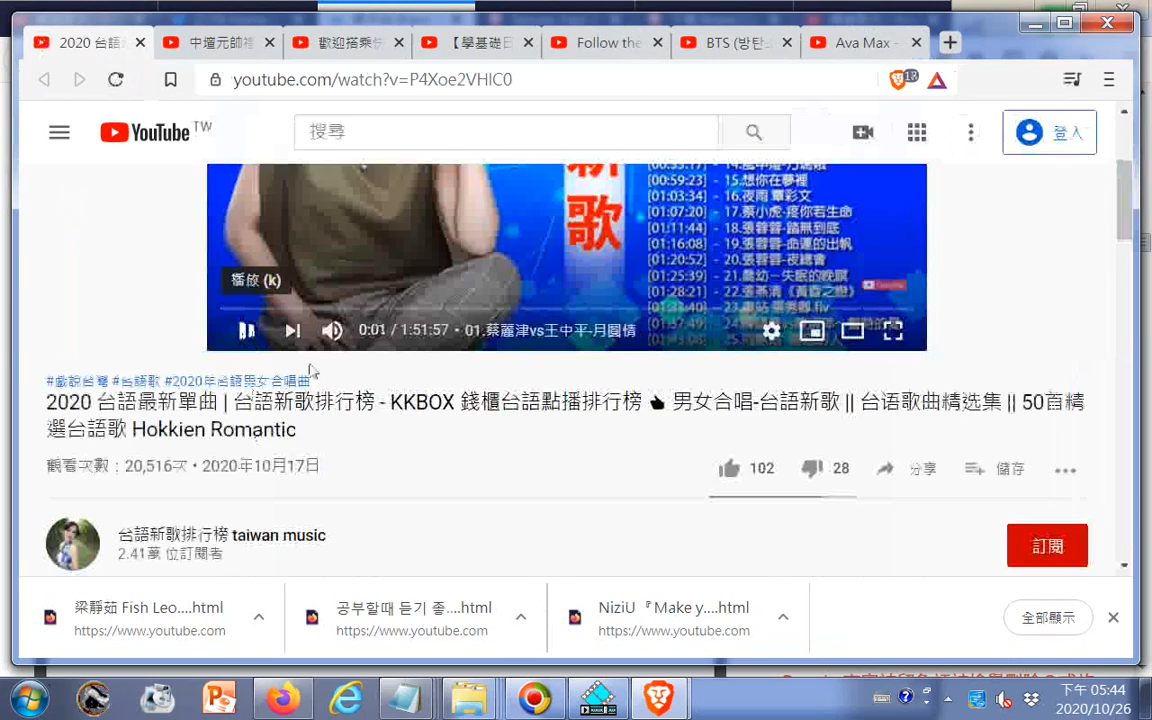 2020 台語
中壇元帥
歡迎搭乘
【學基礎
Follow the
BTS (방탄
Ava Max -
youtube.com/watch?v=P4Xoe2VHlC0
18
YouTube TW
搜尋
登入
新歌
[00:59:23] - 15.想你在夢裡
[01:03:34] - 16.夜雨 覃彩文
[01:07:20] - 17.蔡小虎-疼你若生命
[01:11:44] - 18.張蓉蓉-踏無到底
[01:16:08] - 19.張蓉蓉-命運的出帆
[01:20:52] - 20.張蓉蓉-夜總會
[01:25:39] - 21.喬幼-失眠的晚暝
[01:28:21] - 22.張燕清《黃昏之戀》
播放 (k)
0:01 / 1:51:57 • 01.蔡麗津vs王中平-月圓情
#戲說台灣 #台語歌 #2020年台語男女合唱曲
2020 台語最新單曲 | 台語新歌排行榜 - KKBOX 錢櫃台語點播排行榜 👆 男女合唱-台語新歌 || 台语歌曲精选集 || 50首精
選台語歌 Hokkien Romantic
觀看次數：20,516次 • 2020年10月17日
102
28
分享
儲存
台語新歌排行榜 taiwan music
2.41萬 位訂閱者
訂閱
梁靜茹 Fish Leo....html
https://www.youtube.com
공부할때 듣기 좋....html
https://www.youtube.com
NiziU『Make y....html
https://www.youtube.com
全部顯示
下午 05:44
2020/10/26